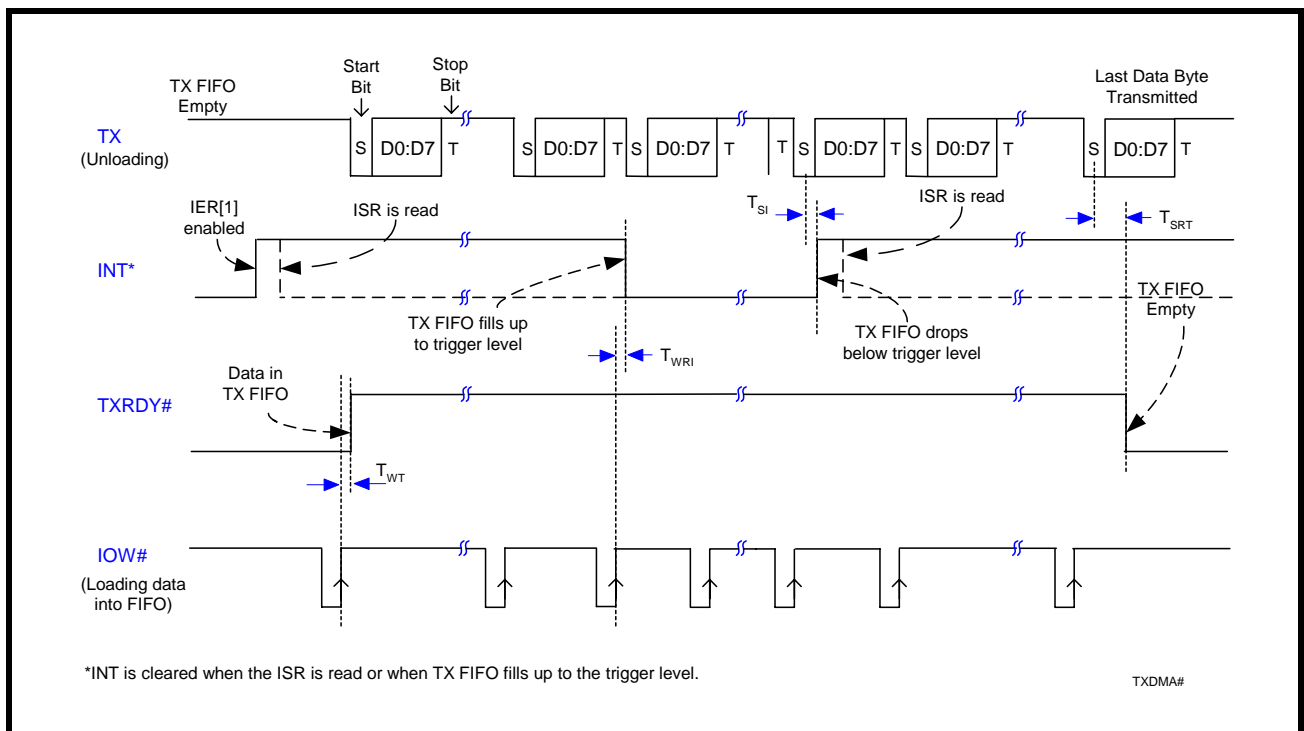 Start
Bit
Stop
Bit
TX FIFO
Empty
Last Data Byte
Transmitted
TX
(Unloading)
S D0:D7 T S D0:D7 T S D0:D7 T T S D0:D7 T S D0:D7 T S D0:D7 T
IER[1]
enabled
ISR is read
TSI
ISR is read
TSRT
INT*
TX FIFO fills up
to trigger level
TX FIFO drops
below trigger level
TX FIFO
Empty
TWRI
Data in
TX FIFO
TXRDY#
TWT
IOW#
(Loading data
into FIFO)
*INT is cleared when the ISR is read or when TX FIFO fills up to the trigger level.
TXDMA#